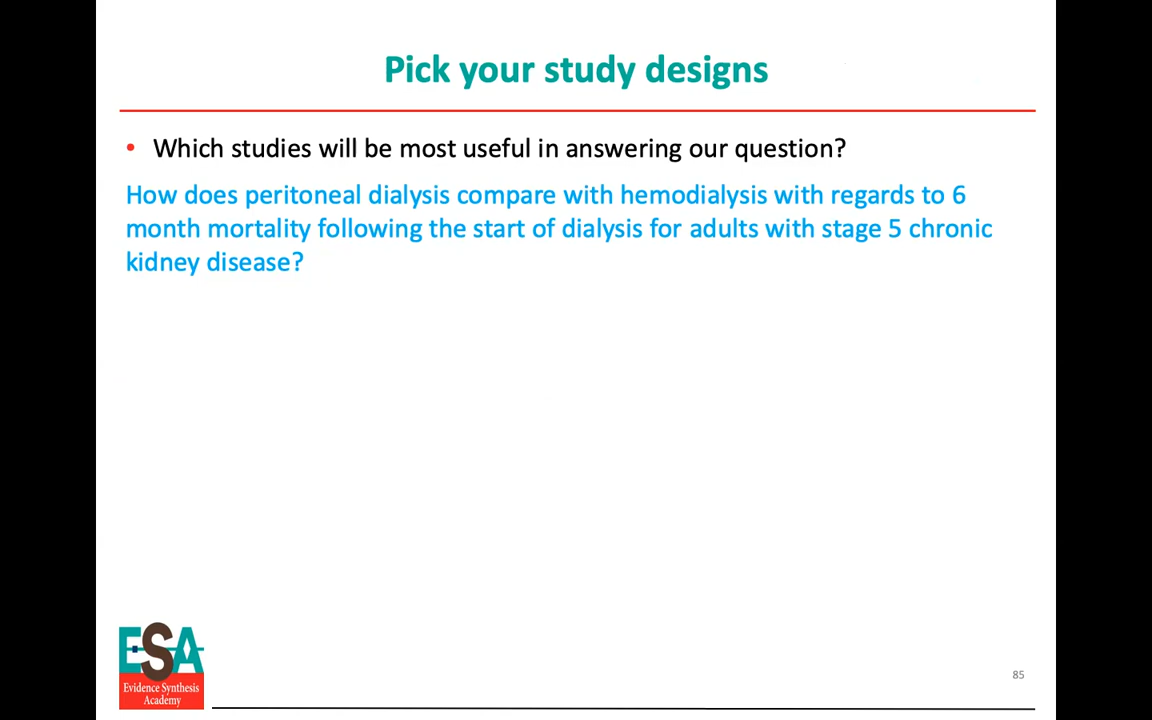 Pick your study designs
• Which studies will be most useful in answering our question?
How does peritoneal dialysis compare with hemodialysis with regards to 6
month mortality following the start of dialysis for adults with stage 5 chronic
kidney disease?
ESA
Evidence Synthesis
Academy
85